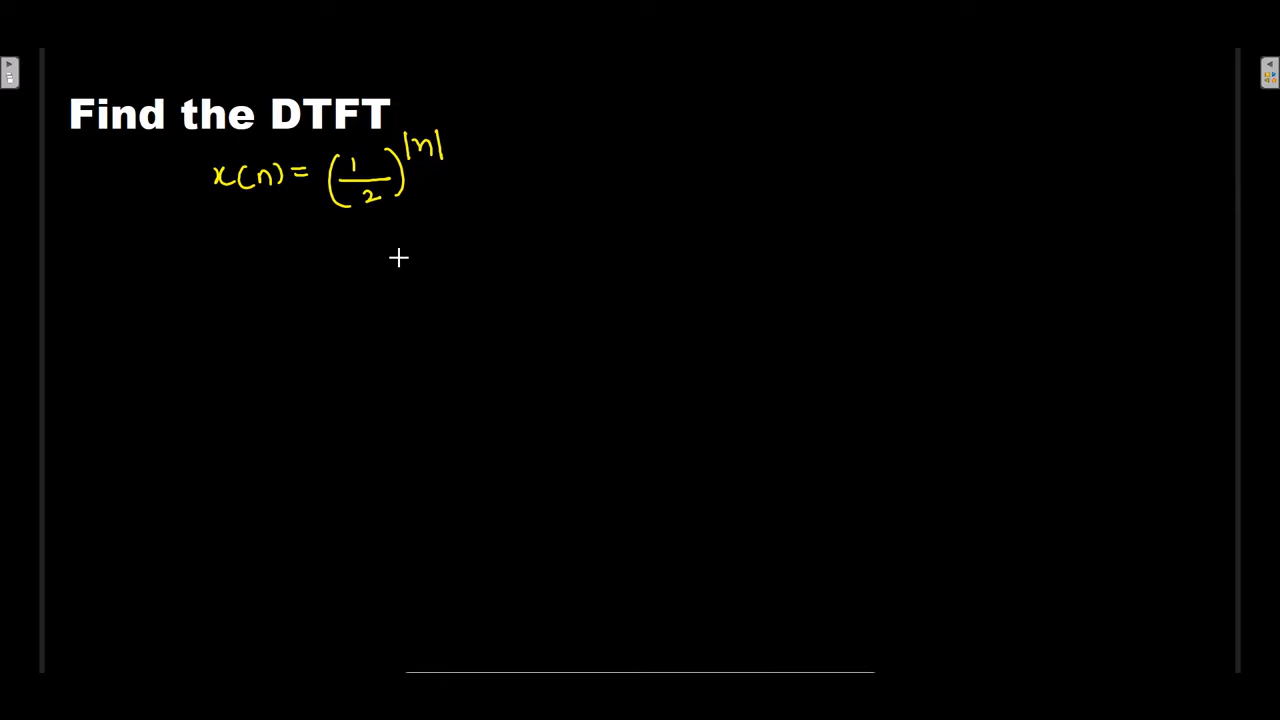 Find the DTFT
x(n) = (1/2)^|n|